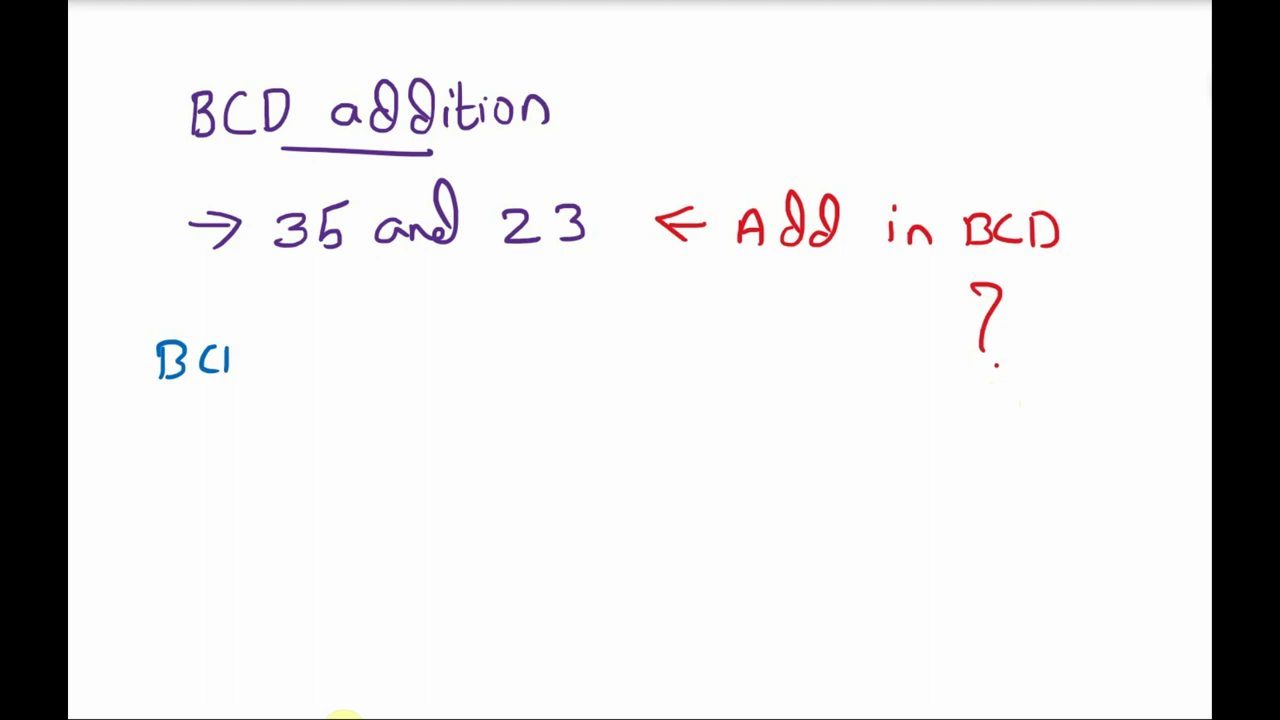 BCD addition
→ 35 and 23 ← Add in BCD
?
BC